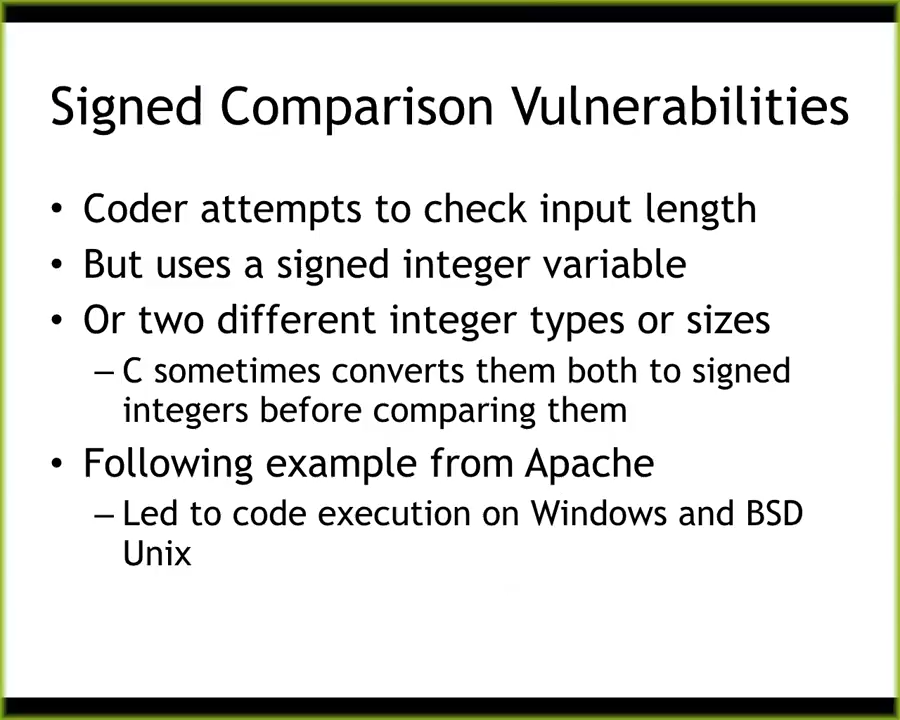 Signed Comparison Vulnerabilities
• Coder attempts to check input length
• But uses a signed integer variable
• Or two different integer types or sizes
– C sometimes converts them both to signed
integers before comparing them
• Following example from Apache
– Led to code execution on Windows and BSD
Unix